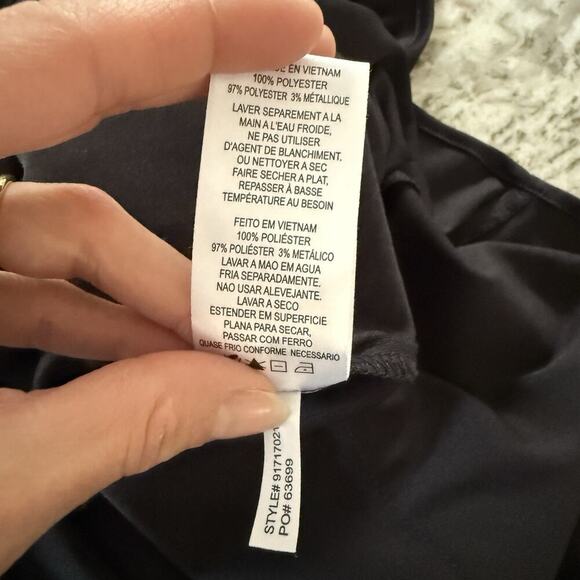 EN VIETNAM
100% POLYESTER
97% POLYESTER 3% MÉTALLIQUE
LAVER SEPAREMENT A LA
MAIN A L'EAU FROIDE,
NE PAS UTILISER
D'AGENT DE BLANCHIMENT.
OU NETTOYER A SEC
FAIRE SECHER A PLAT,
REPASSER À BASSE
TEMPÉRATURE AU BESOIN
FEITO EM VIETNAM
100% POLIÉSTER
97% POLIÉSTER 3% METÁLICO
LAVAR A MAO EM AGUA
FRIA SEPARADAMENTE.
NAO USAR ALEVEJANTE.
LAVAR A SECO
ESTENDER EM SUPERFICIE
PLANA PARA SECAR,
PASSAR COM FERRO
QUASE FRIO CONFORME NECESSARIO
STYLE# 9171702
PO# 63699